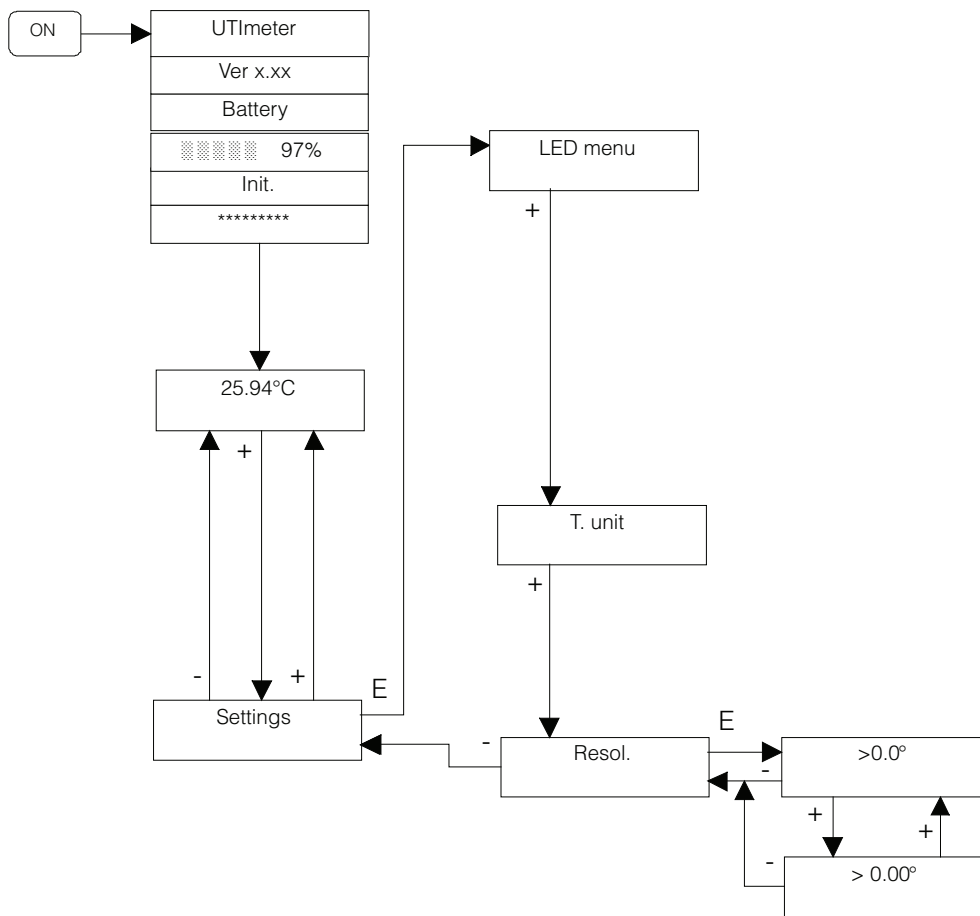 ON
UTImeter
Ver x.xx
Battery
░░░░░ 97%
Init.
*********
25.94°C
+
-
+
Settings
E
LED menu
+
T. unit
+
-
Resol.
E
>0.0°
-
+
+
-
> 0.00°